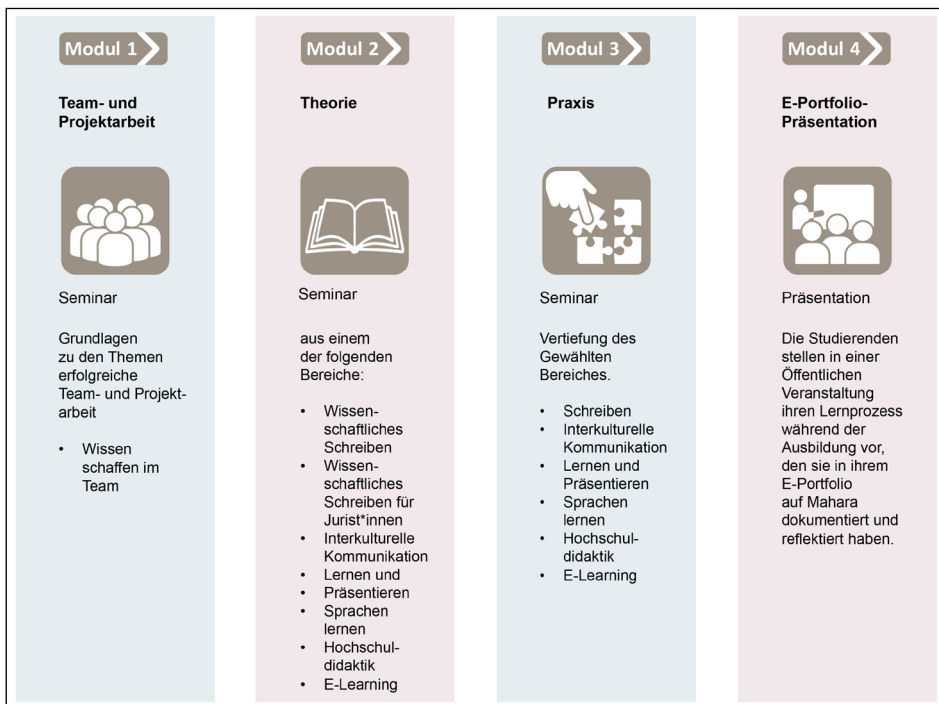 Modul 1
Team- und
Projektarbeit
Seminar
Grundlagen
zu den Themen
erfolgreiche
Team- und Projekt-
arbeit
• Wissen
schaffen im
Team
Modul 2
Theorie
Seminar
aus einem
der folgenden
Bereiche:
• Wissen-
schaftliches
Schreiben
• Wissen-
schaftliches
Schreiben für
Jurist*innen
• Interkulturelle
Kommunikation
• Lernen und
• Präsentieren
• Sprachen
lernen
• Hochschul-
didaktik
• E-Learning
Modul 3
Praxis
Seminar
Vertiefung des
Gewählten
Bereiches.
• Schreiben
• Interkulturelle
Kommunikation
• Lernen und
Präsentieren
• Sprachen
lernen
• Hochschul-
didaktik
• E-Learning
Modul 4
E-Portfolio-
Präsentation
Präsentation
Die Studierenden
stellen in einer
Öffentlichen
Veranstaltung
ihren Lernprozess
während der
Ausbildung vor,
den sie in ihrem
E-Portfolio
auf Mahara
dokumentiert und
reflektiert haben.